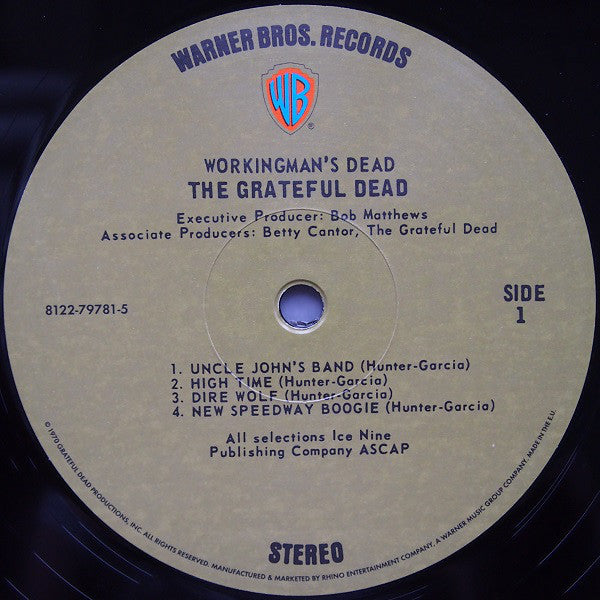 WARNER BROS. RECORDS
WB
®
WORKINGMAN'S DEAD
THE GRATEFUL DEAD
Executive Producer: Bob Matthews
Associate Producers: Betty Cantor, The Grateful Dead
8122-79781-5
SIDE
1
1. UNCLE JOHN'S BAND (Hunter-Garcia)
2. HIGH TIME (Hunter-Garcia)
3. DIRE WOLF (Hunter-Garcia)
4. NEW SPEEDWAY BOOGIE (Hunter-Garcia)
All selections Ice Nine
Publishing Company ASCAP
STEREO
© 1970 GRATEFUL DEAD PRODUCTIONS, INC. ALL RIGHTS RESERVED. MANUFACTURED & MARKETED BY RHINO ENTERTAINMENT COMPANY, A WARNER MUSIC GROUP COMPANY. MADE IN THE E.U.